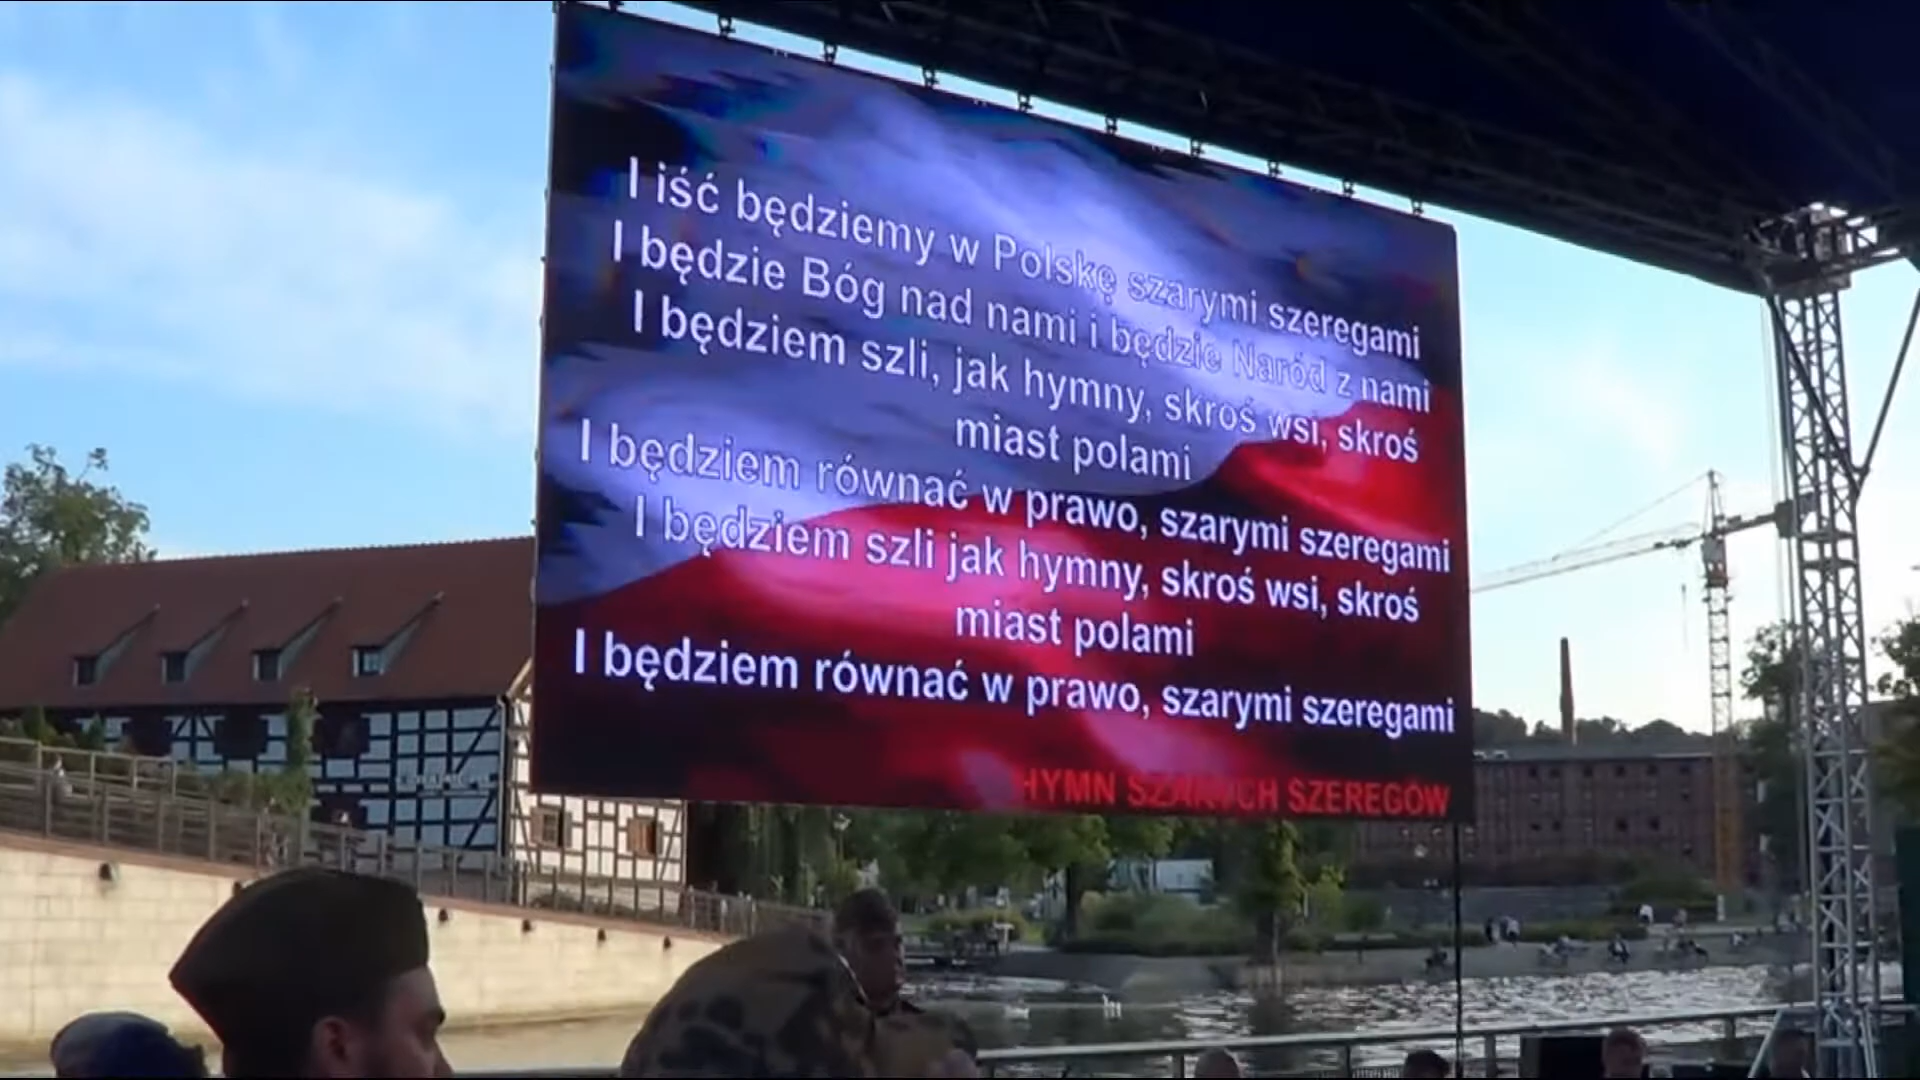 I iść będziemy w Polskę szarymi szeregami
I będzie Bóg nad nami i będzie Naród z nami
I będziem szli, jak hymny, skroś wsi, skroś
miast polami
I będziem równać w prawo, szarymi szeregami
I będziem szli jak hymny, skroś wsi, skroś
miast polami
I będziem równać w prawo, szarymi szeregami
HYMN SZARYCH SZEREGÓW